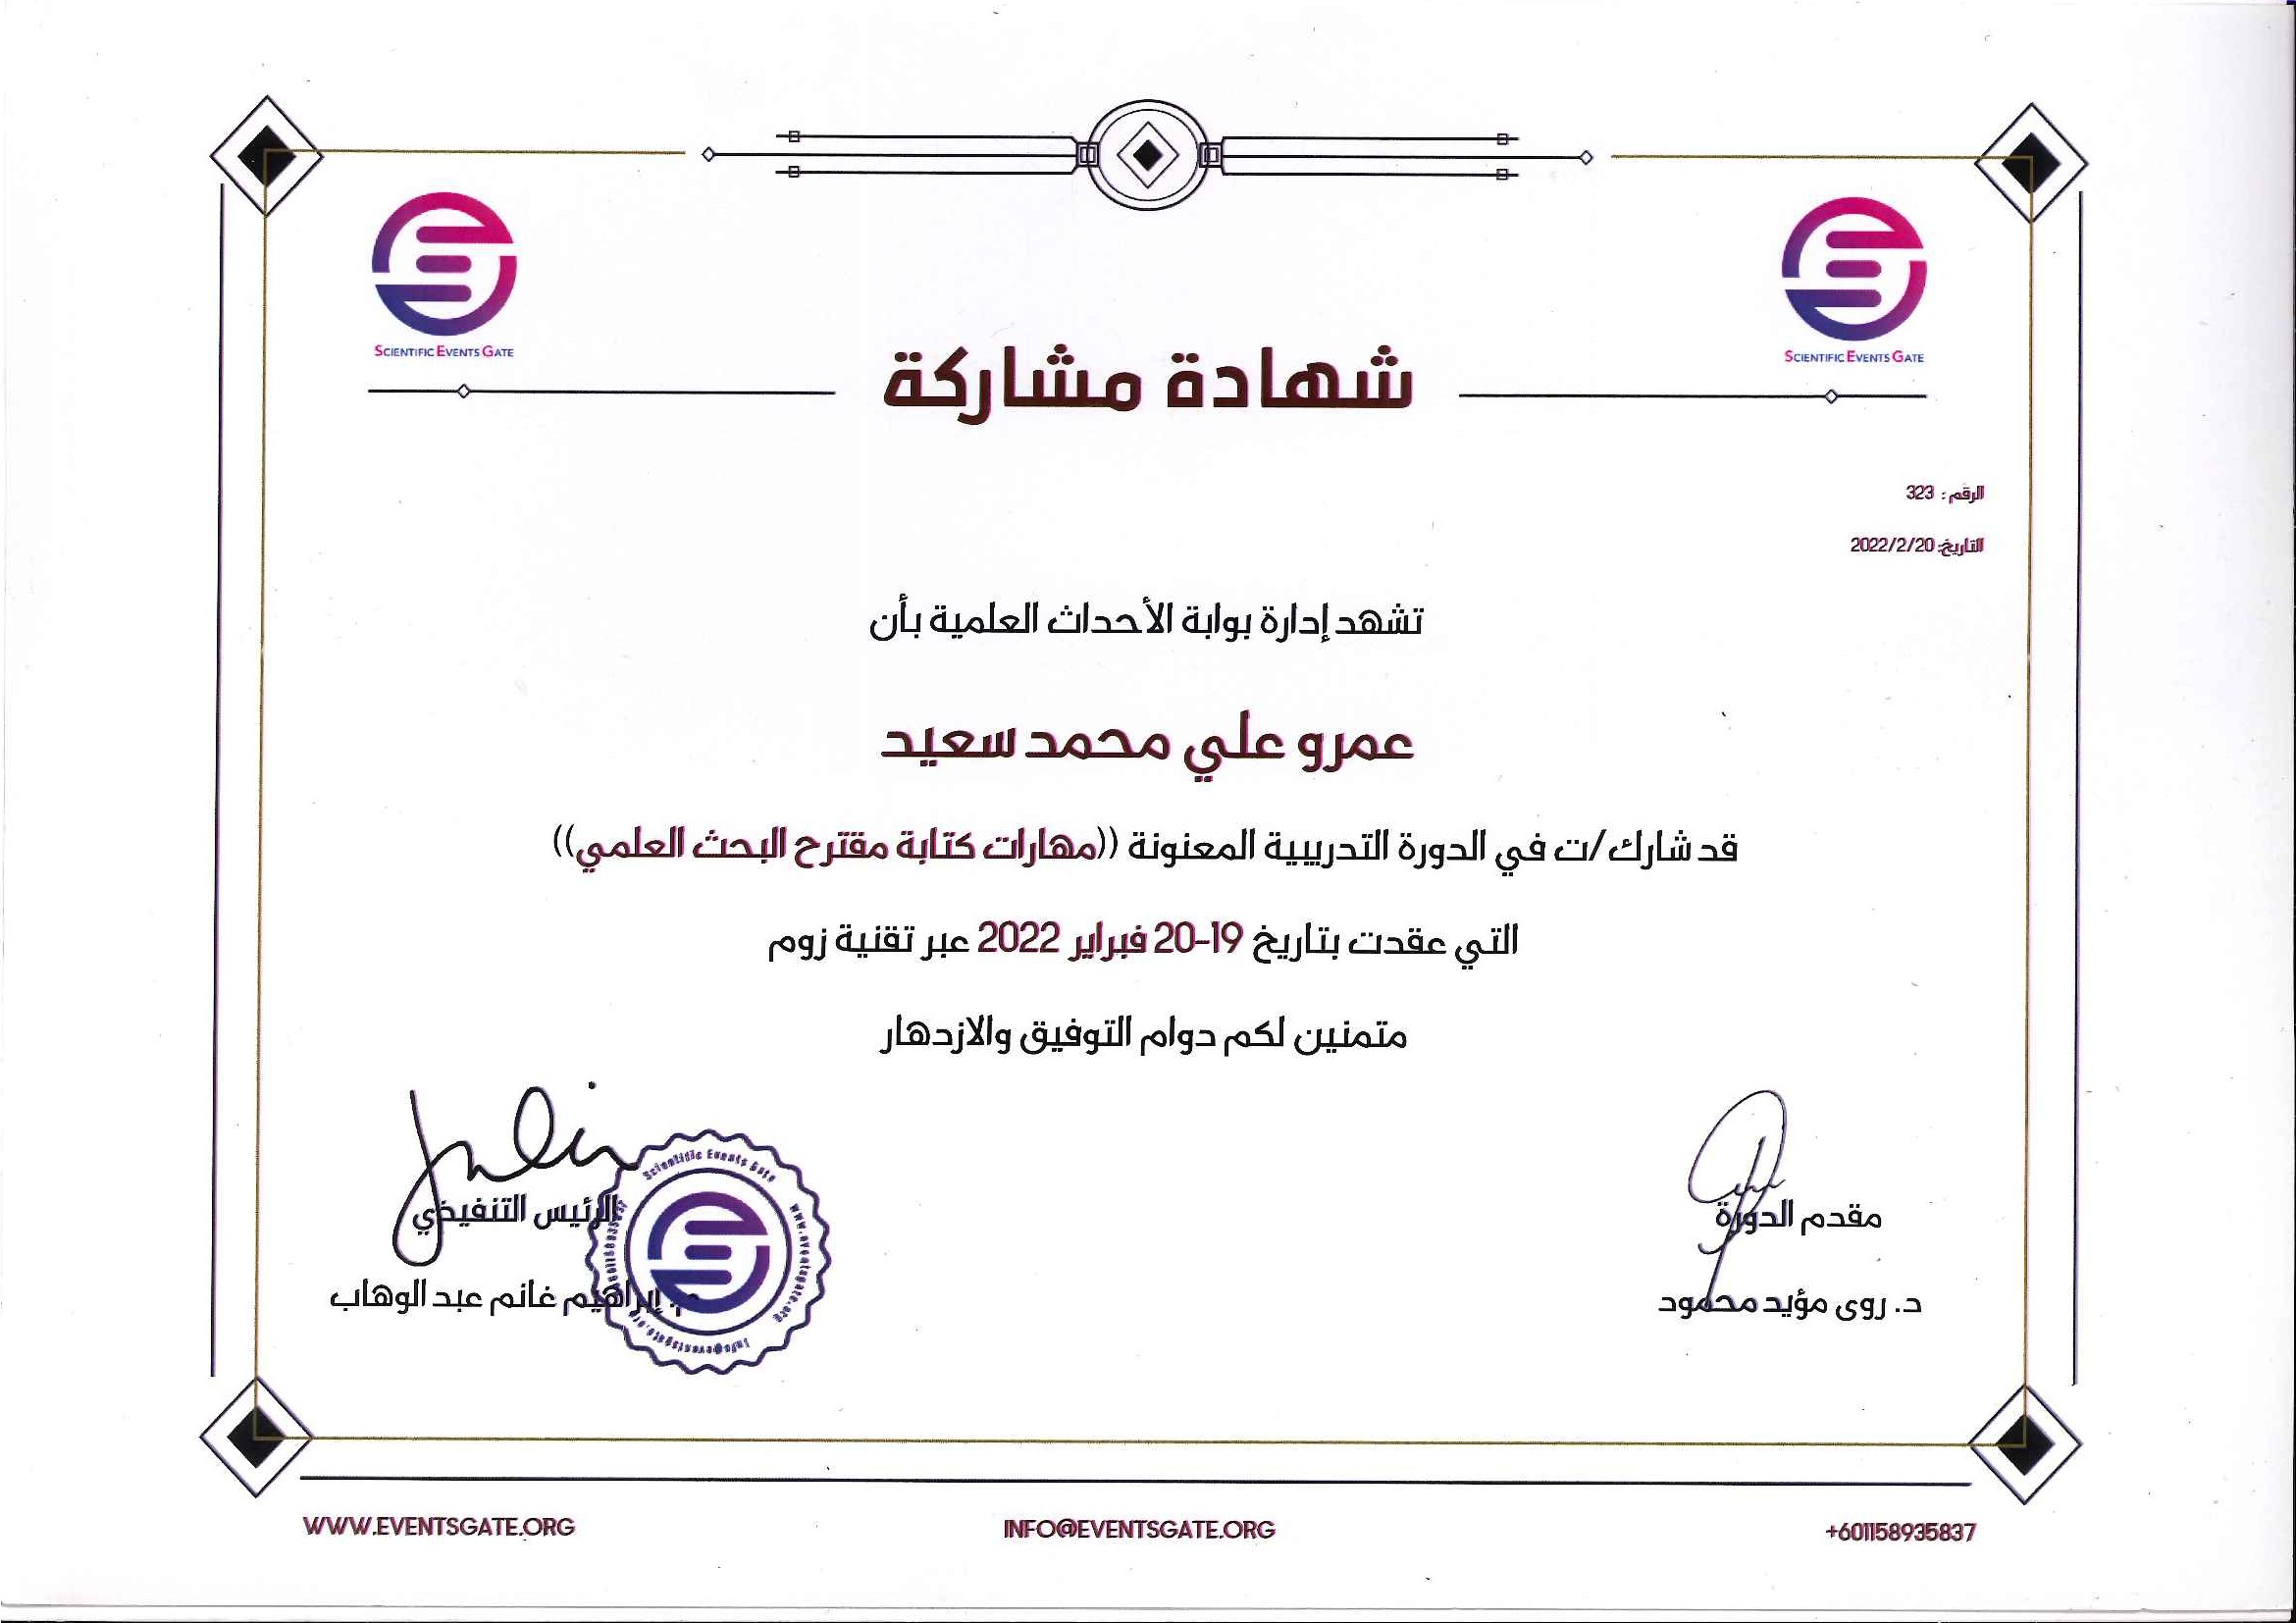 SCIENTIFIC EVENTS GATE
SCIENTIFIC EVENTS GATE
شهادة مشاركة
الرقم : 323
التاريخ: 2022/2/20
تشهد إدارة بوابة الأحداث العلمية بأن
عمرو علي محمد سعيد
قد شارك/ت في الدورة التدريبية المعنونة ((مهارات كتابة مقترح البحث العلمي))
التي عقدت بتاريخ 19-20 فبراير 2022 عبر تقنية زوم
متمنين لكم دوام التوفيق والازدهار
مقدم الدورة
د. روى مؤيد محمود
الرئيس التنفيذي
م. إبراهيم غانم عبد الوهاب
Scientific Events Gate
www.eventsgate.org
info@eventsgate.org
WWW.EVENTSGATE.ORG
INFO@EVENTSGATE.ORG
+601158935837